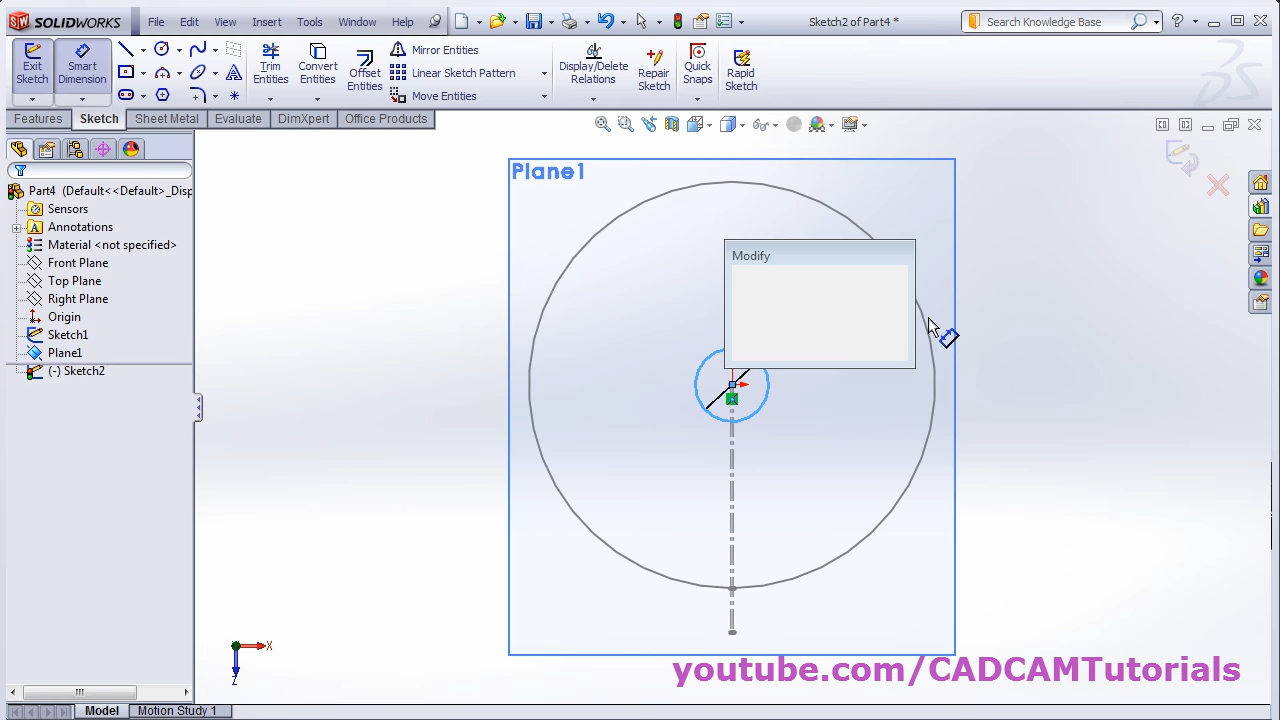 SOLIDWORKS File Edit View Insert Tools Window Help Sketch2 of Part4 * Search Knowledge Base
Exit Sketch
Smart Dimension
Trim Entities
Convert Entities
Offset Entities
Mirror Entities
Linear Sketch Pattern
Move Entities
Display/Delete Relations
Repair Sketch
Quick Snaps
Rapid Sketch
Features Sketch Sheet Metal Evaluate DimXpert Office Products
Part4 (Default<<Default>_Disp
Sensors
Annotations
Material <not specified>
Front Plane
Top Plane
Right Plane
Origin
Sketch1
Plane1
(-) Sketch2
Plane1
Modify
X
Z
youtube.com/CADCAMTutorials
Model Motion Study 1